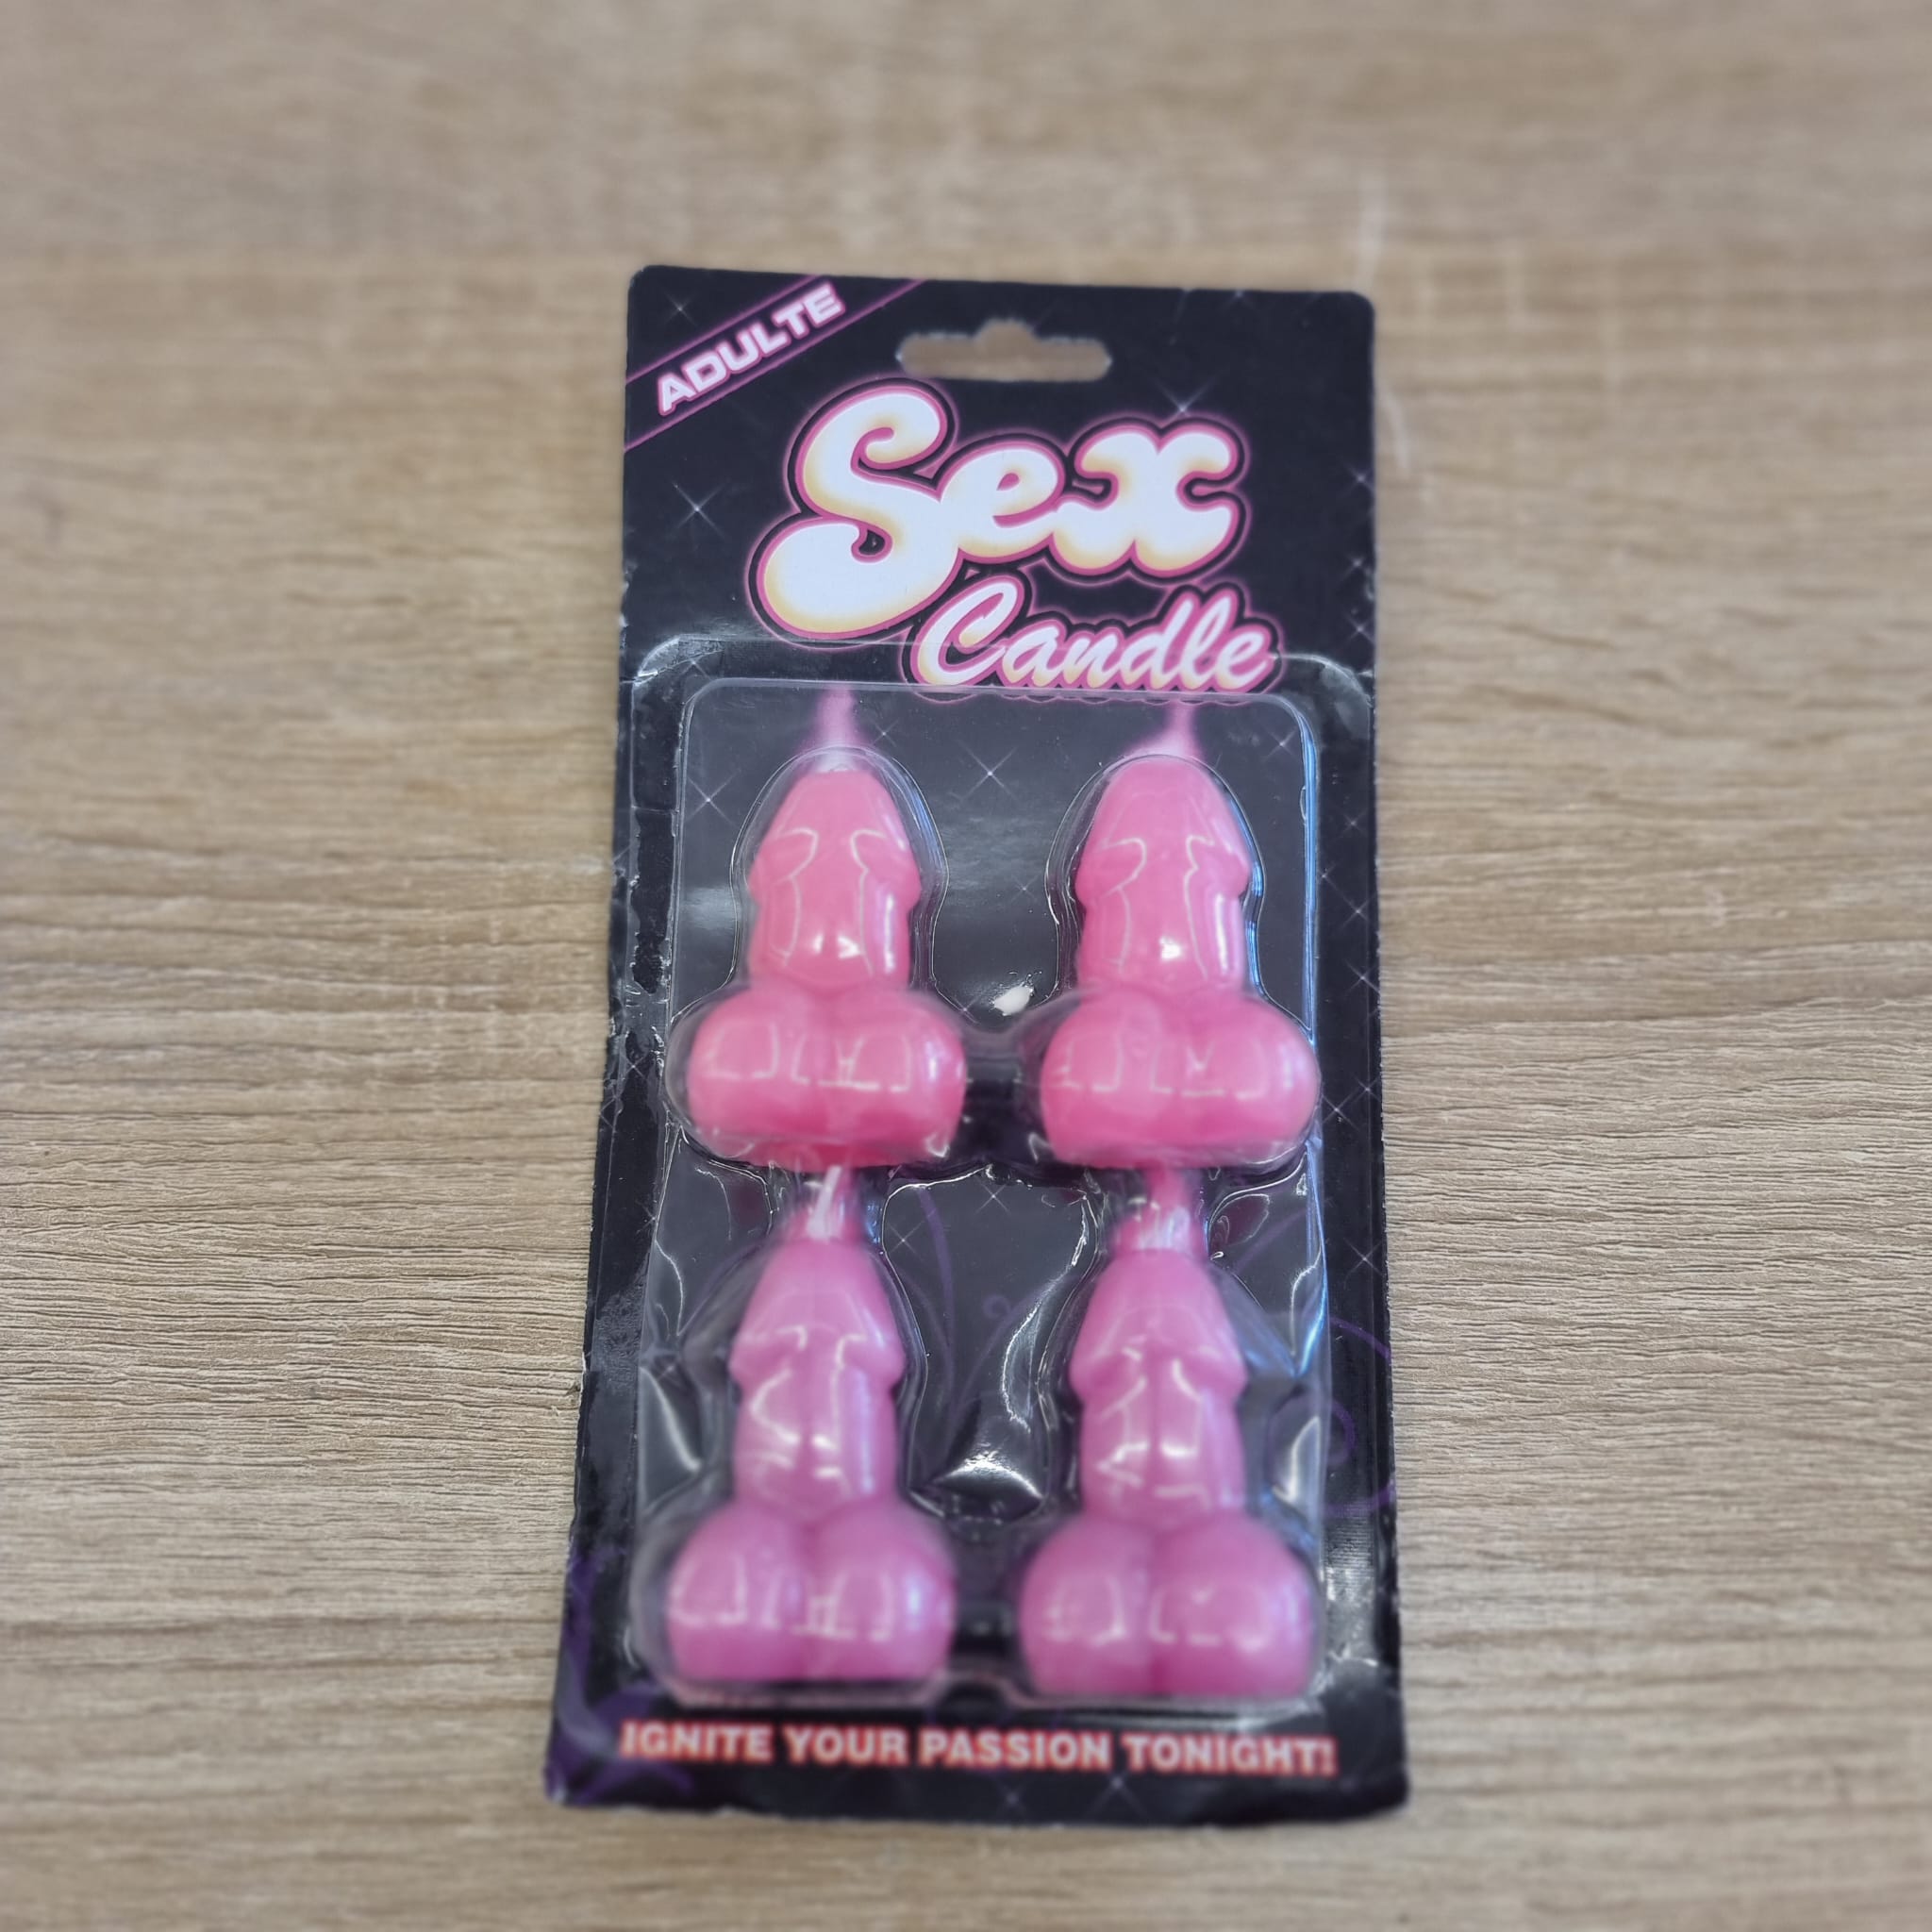 ADULTE
Sex
Candle
IGNITE YOUR PASSION TONIGHT!